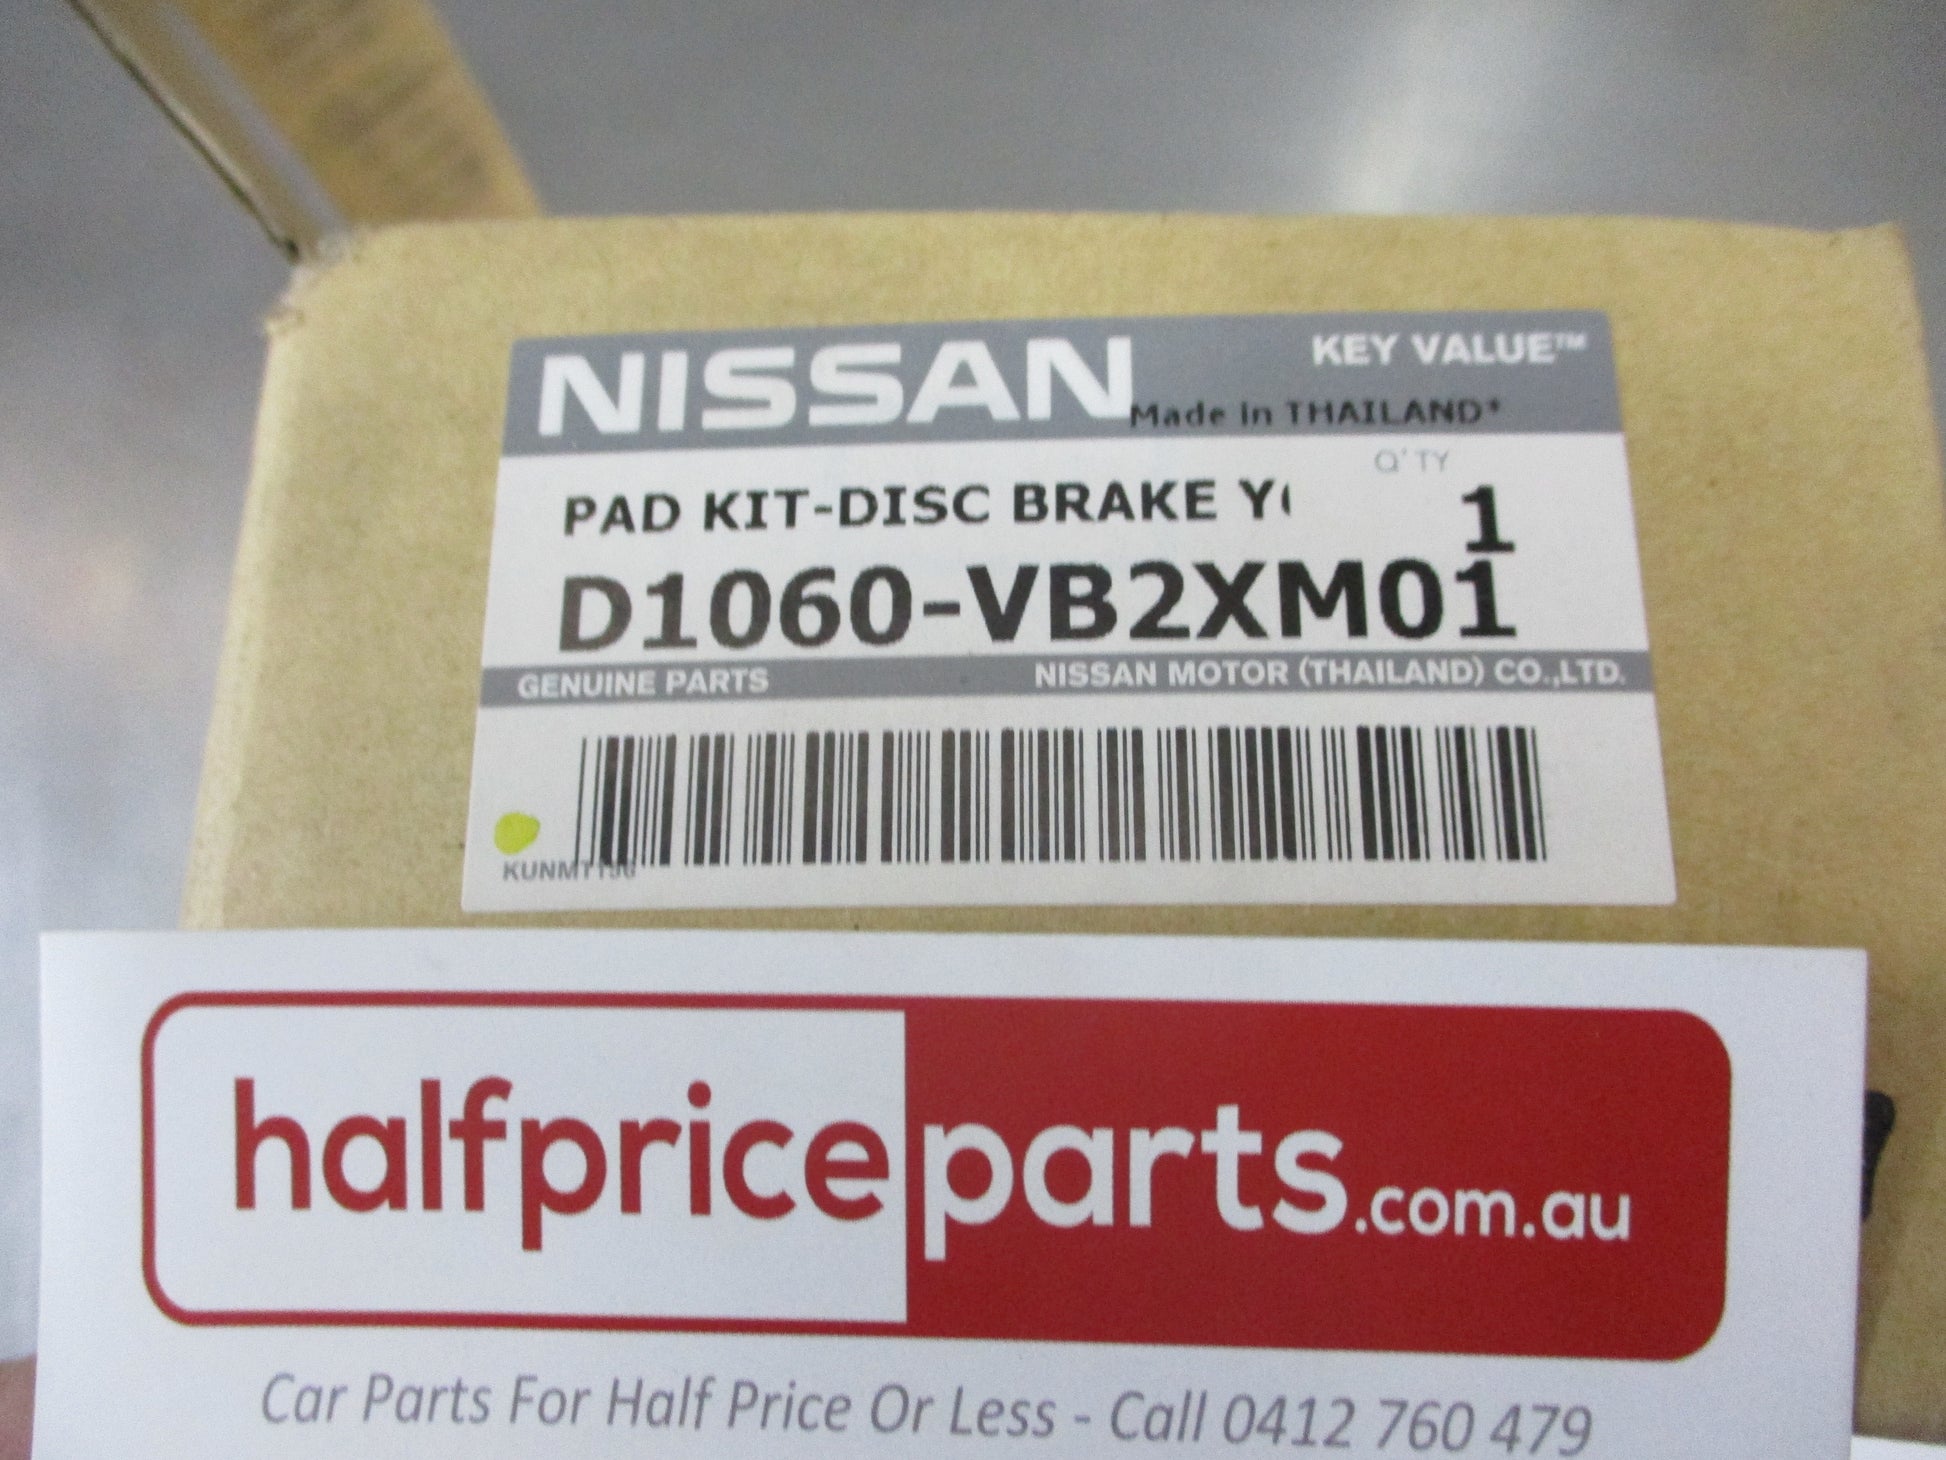 NISSAN
KEY VALUE™
Made in THAILAND*
Q'TY
PAD KIT-DISC BRAKE
1
D1060-VB2XM01
GENUINE PARTS
NISSAN MOTOR (THAILAND) CO.,LTD.
halfpriceparts.com.au
Car Parts For Half Price Or Less - Call 0412 760 479